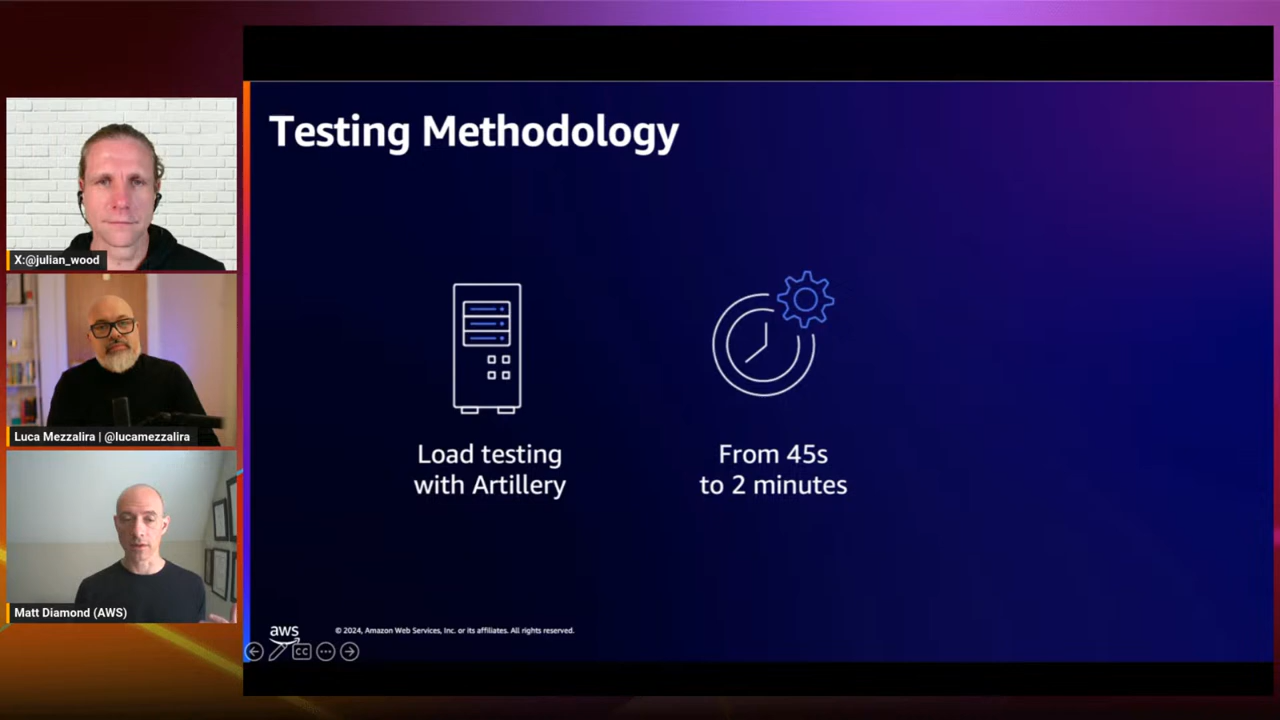 Testing Methodology
Load testing
with Artillery
From 45s
to 2 minutes
X:@julian_wood
Luca Mezzalira | @lucamezzalira
Matt Diamond (AWS)
aws
© 2024, Amazon Web Services, Inc. or its affiliates. All rights reserved.
CC